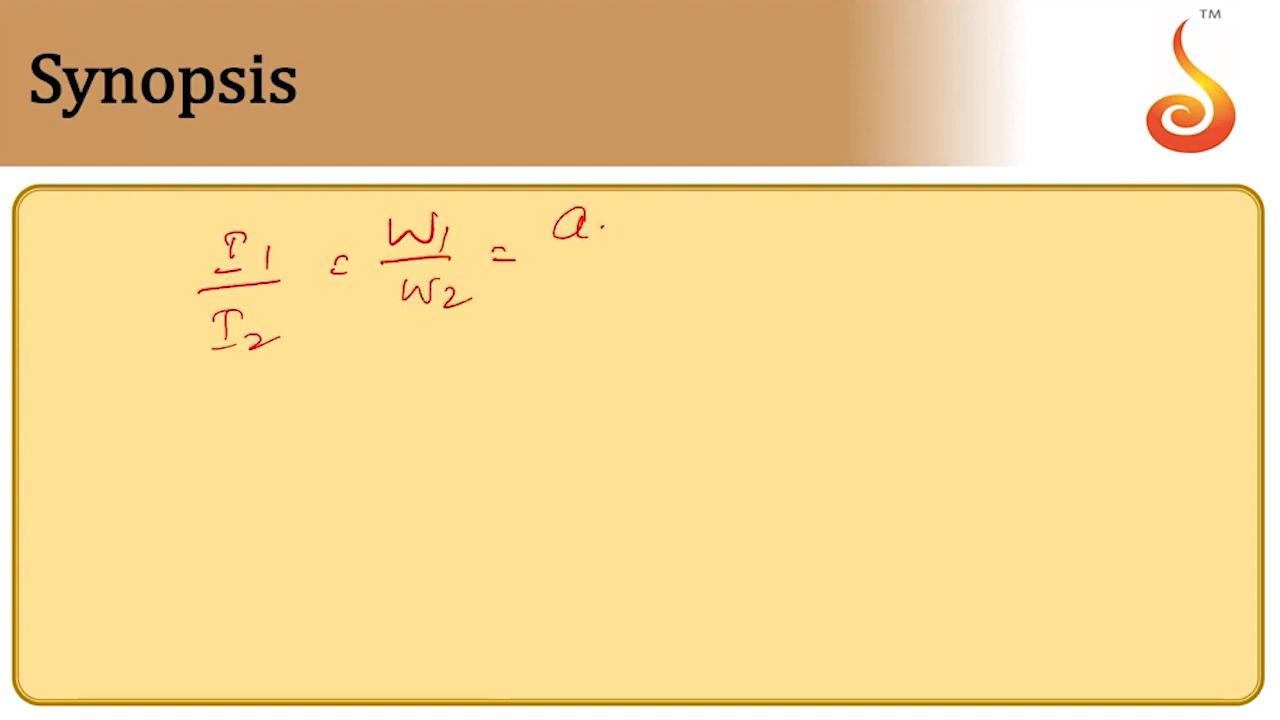 TM
Synopsis
I1/I2 = W1/W2 = a.